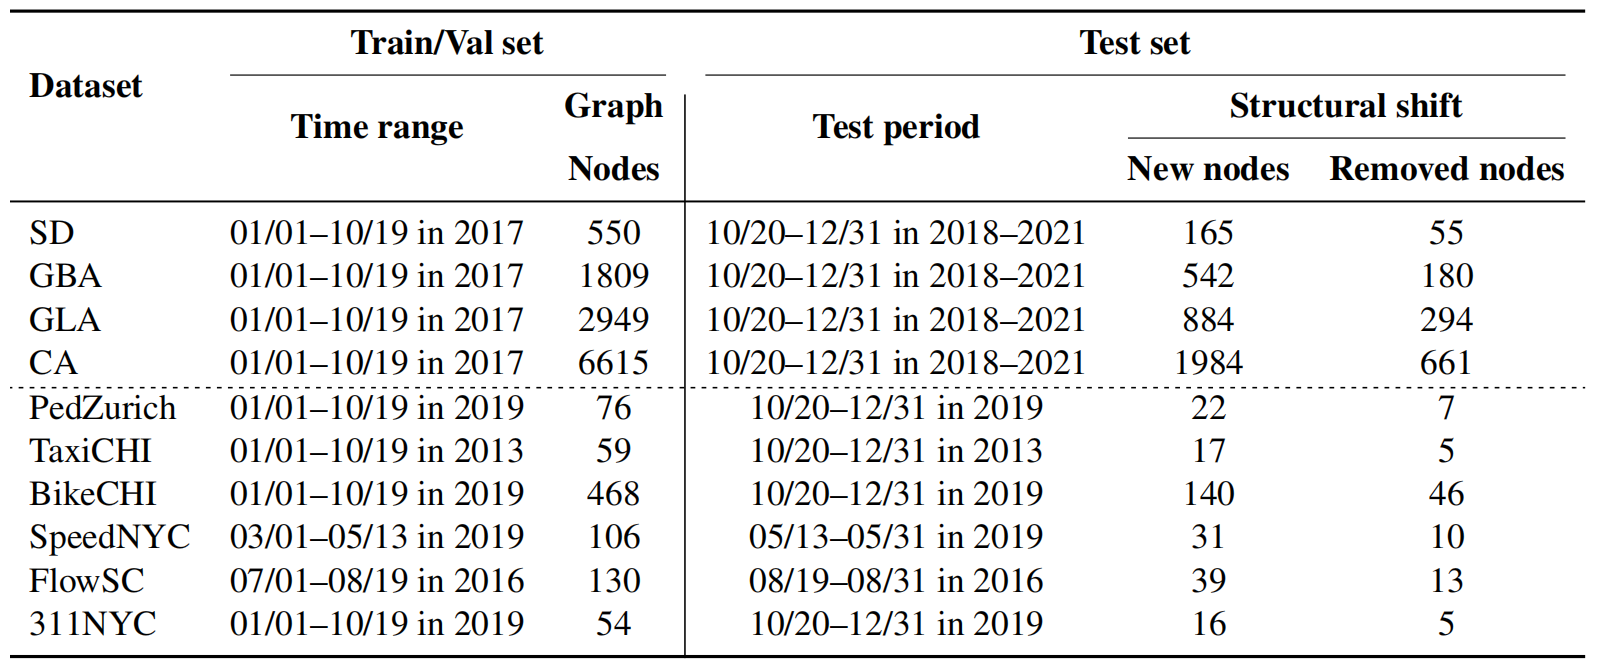 Train/Val set Test set
Dataset Time range Graph Nodes Test period Structural shift
New nodes Removed nodes
SD 01/01–10/19 in 2017 550 10/20–12/31 in 2018–2021 165 55
GBA 01/01–10/19 in 2017 1809 10/20–12/31 in 2018–2021 542 180
GLA 01/01–10/19 in 2017 2949 10/20–12/31 in 2018–2021 884 294
CA 01/01–10/19 in 2017 6615 10/20–12/31 in 2018–2021 1984 661
PedZurich 01/01–10/19 in 2019 76 10/20–12/31 in 2019 22 7
TaxiCHI 01/01–10/19 in 2013 59 10/20–12/31 in 2013 17 5
BikeCHI 01/01–10/19 in 2019 468 10/20–12/31 in 2019 140 46
SpeedNYC 03/01–05/13 in 2019 106 05/13–05/31 in 2019 31 10
FlowSC 07/01–08/19 in 2016 130 08/19–08/31 in 2016 39 13
311NYC 01/01–10/19 in 2019 54 10/20–12/31 in 2019 16 5